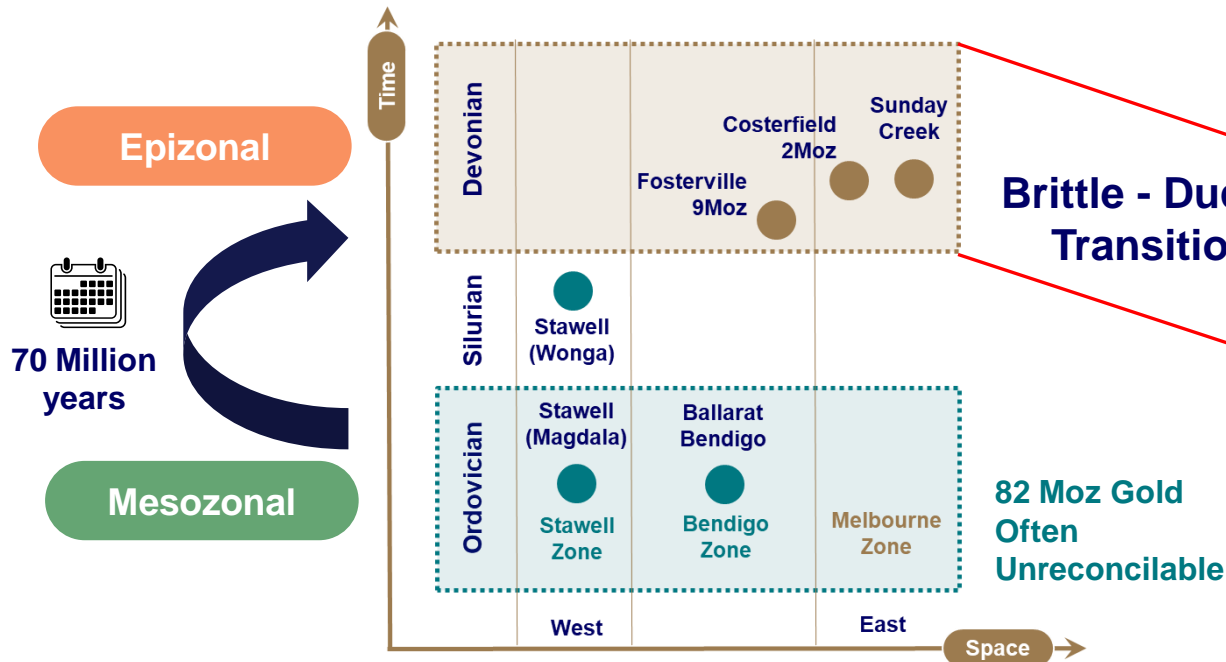 Time
Epizonal
Mesozonal
70 Million
years
Devonian
Silurian
Ordovician
Sunday
Creek
Costerfield
2Moz
Fosterville
9Moz
Stawell
(Wonga)
Stawell
(Magdala)
Ballarat
Bendigo
Stawell
Zone
Bendigo
Zone
Melbourne
Zone
West
East
Space
Brittle -
Transitio
82 Moz Gold
Often
Unreconcilable